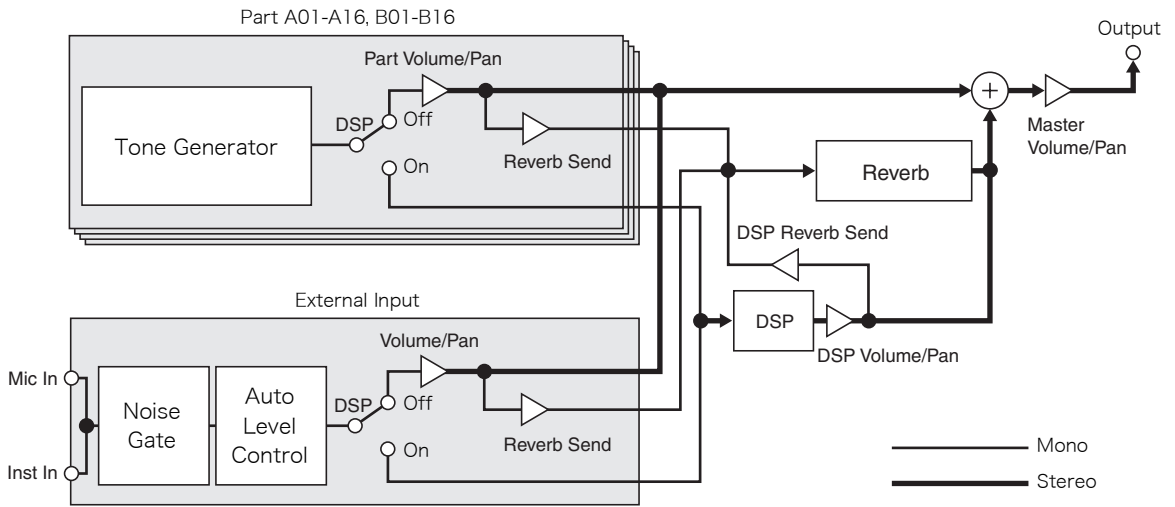 Part A01-A16, B01-B16
Output
Part Volume/Pan
Tone Generator
DSP
Off
On
Reverb Send
+
Master
Volume/Pan
Reverb
DSP Reverb Send
DSP
DSP Volume/Pan
External Input
Volume/Pan
Mic In
Inst In
Noise
Gate
Auto
Level
Control
DSP
Off
On
Reverb Send
Mono
Stereo